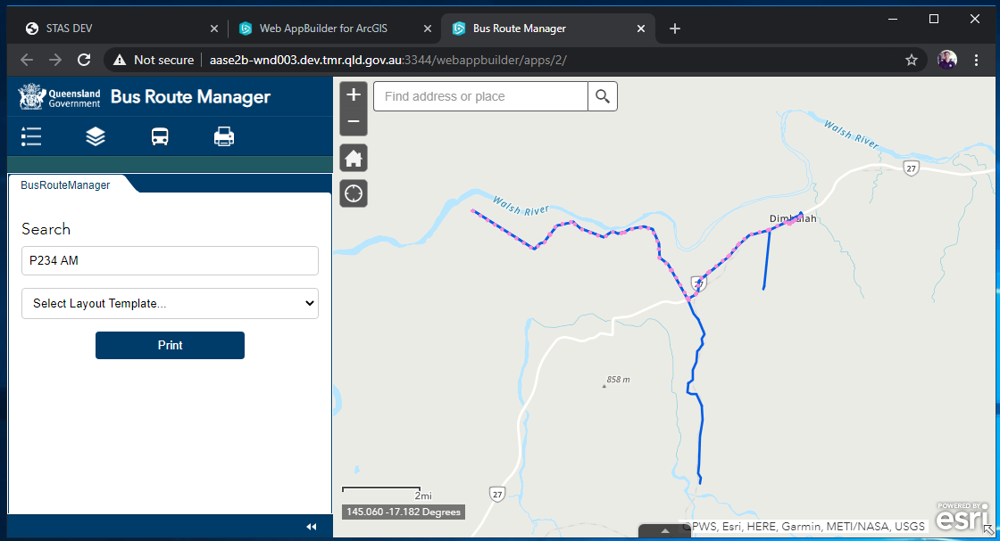 STAS DEV
Web AppBuilder for ArcGIS
Bus Route Manager
Not secure
aase2b-wnd003.dev.tmr.qld.gov.au:3344/webappbuilder/apps/2/
Queensland
Government
Bus Route Manager
BusRouteManager
Search
P234 AM
Select Layout Template...
Print
+
−
Find address or place
Walsh River
27
Walsh River
Dimbulah
27
858 m
27
2mi
145.060 -17.182 Degrees
©PWS, Esri, HERE, Garmin, METI/NASA, USGS
POWERED BY
esri